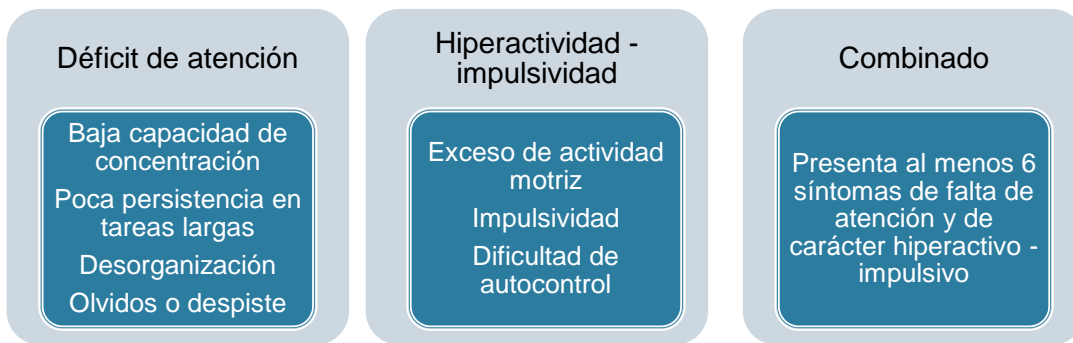 Déficit de atención
Baja capacidad de
concentración
Poca persistencia en
tareas largas
Desorganización
Olvidos o despiste
Hiperactividad -
impulsividad
Exceso de actividad
motriz
Impulsividad
Dificultad de
autocontrol
Combinado
Presenta al menos 6
síntomas de falta de
atención y de
carácter hiperactivo -
impulsivo